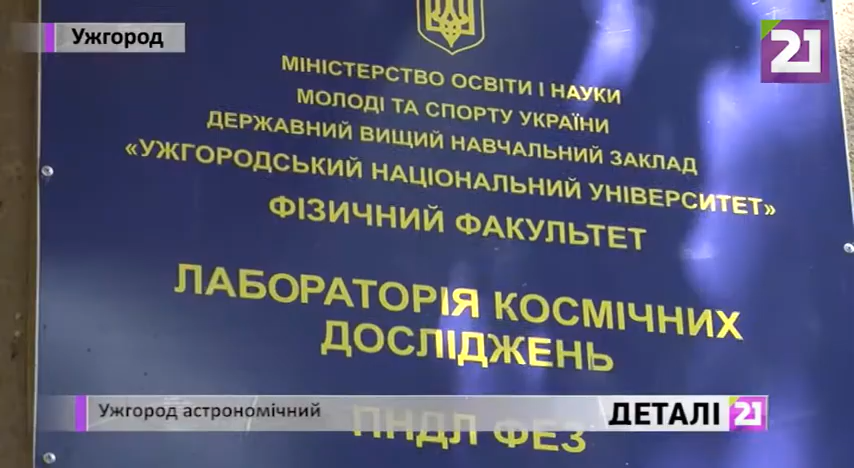 Ужгород
21
МІНІСТЕРСТВО ОСВІТИ І НАУКИ
МОЛОДІ ТА СПОРТУ УКРАЇНИ
ДЕРЖАВНИЙ ВИЩИЙ НАВЧАЛЬНИЙ ЗАКЛАД
«УЖГОРОДСЬКИЙ НАЦІОНАЛЬНИЙ УНІВЕРСИТЕТ»
ФІЗИЧНИЙ ФАКУЛЬТЕТ
ЛАБОРАТОРІЯ КОСМІЧНИХ
ДОСЛІДЖЕНЬ
Ужгород астрономічний
ДЕТАЛІ 21
ПНДЛ ФЕЗ